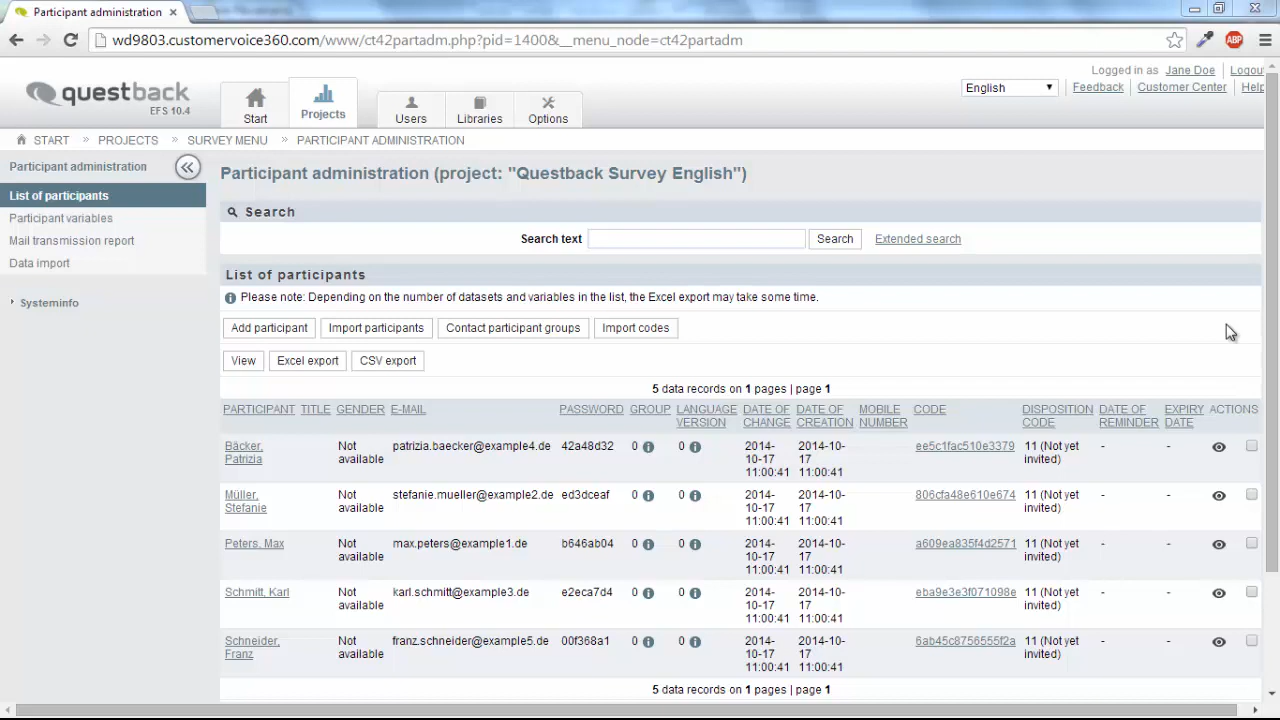 Participant administration
wd9803.customervoice360.com/www/ct42partadm.php?pid=1400&__menu_node=ct42partadm
ABP
questback
EFS 10.4
Start
Projects
Users
Libraries
Options
Logged in as Jane Doe Logou
English Feedback Customer Center Help
START » PROJECTS » SURVEY MENU » PARTICIPANT ADMINISTRATION
Participant administration
List of participants
Participant variables
Mail transmission report
Data import
Systeminfo
Participant administration (project: "Questback Survey English")
Search
Search text Search Extended search
List of participants
Please note: Depending on the number of datasets and variables in the list, the Excel export may take some time.
Add participant Import participants Contact participant groups Import codes
View Excel export CSV export
5 data records on 1 pages | page 1
PARTICIPANT TITLE GENDER E-MAIL PASSWORD GROUP LANGUAGE DATE OF DATE OF MOBILE CODE DISPOSITION DATE OF EXPIRY ACTIONS
VERSION CHANGE CREATION NUMBER CODE REMINDER DATE
Bäcker, Not patrizia.baecker@example4.de 42a48d32 0 0 2014- 2014-10- ee5c1fac510e3379 11 (Not yet - -
Patrizia available 10-17 17 invited)
11:00:41 11:00:41
Müller, Not stefanie.mueller@example2.de ed3dceaf 0 0 2014- 2014-10- 806cfa48e610e674 11 (Not yet - -
Stefanie available 10-17 17 invited)
11:00:41 11:00:41
Peters, Max Not max.peters@example1.de b646ab04 0 0 2014- 2014-10- a609ea835f4d2571 11 (Not yet - -
available 10-17 17 invited)
11:00:41 11:00:41
Schmitt, Karl Not karl.schmitt@example3.de e2eca7d4 0 0 2014- 2014-10- eba9e3e3f071098e 11 (Not yet - -
available 10-17 17 invited)
11:00:41 11:00:41
Schneider, Not franz.schneider@example5.de 00f368a1 0 0 2014- 2014-10- 6ab45c8756555f2a 11 (Not yet - -
Franz available 10-17 17 invited)
11:00:41 11:00:41
5 data records on 1 pages | page 1